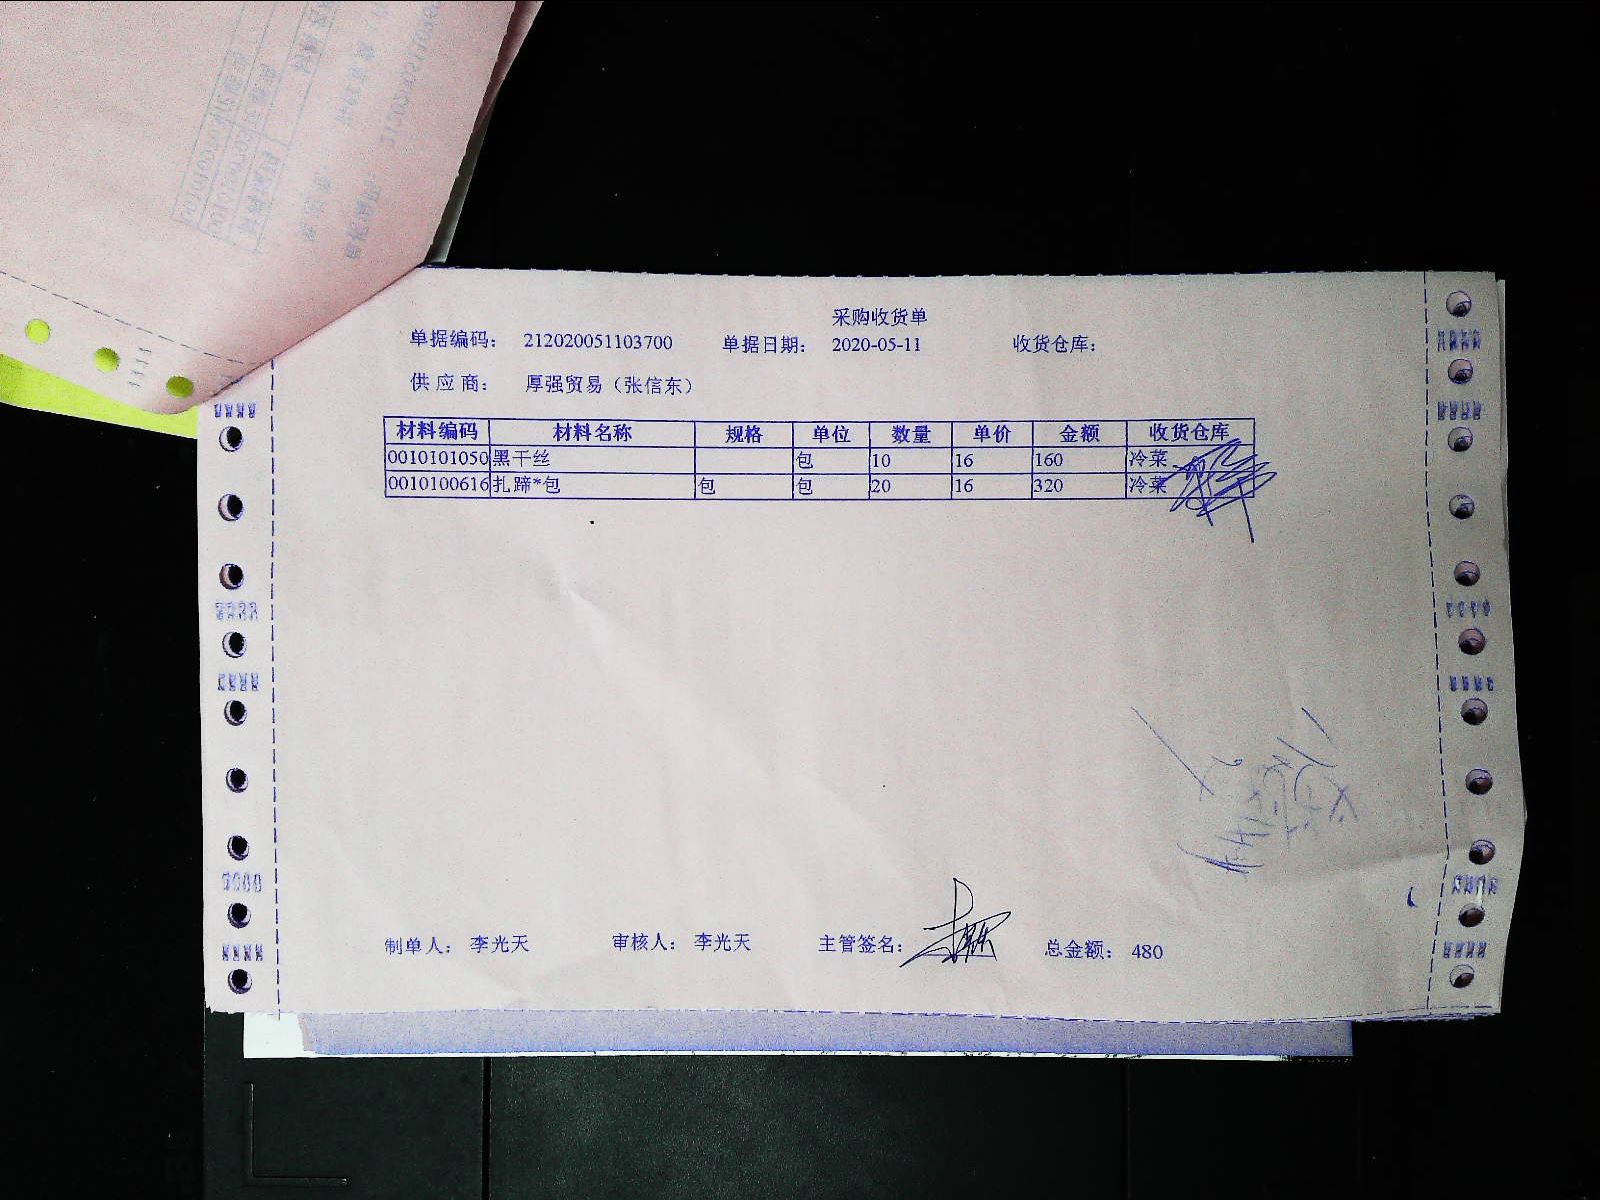 采购收货单
单据编码： 212020051103700 单据日期： 2020-05-11 收货仓库：
供 应 商： 厚强贸易（张信东）
材料编码 材料名称 规格 单位 数量 单价 金额 收货仓库
0010101050 黑干丝 包 10 16 160 冷菜
0010100616 扎蹄*包 包 包 20 16 320 冷菜
制单人： 李光天 审核人： 李光天 主管签名： 总金额： 480